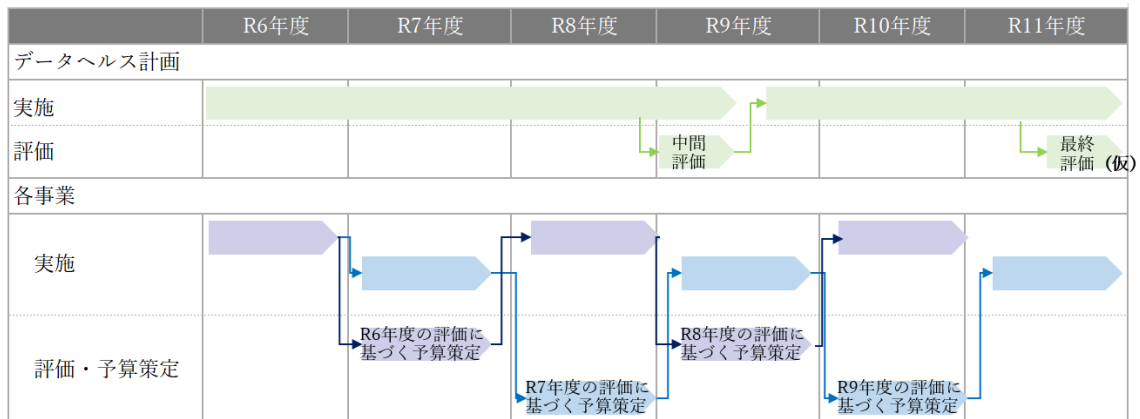 R6年度 R7年度 R8年度 R9年度 R10年度 R11年度
データヘルス計画
実施
評価
中間
評価
最終
評価（仮）
各事業
実施
評価・予算策定
R6年度の評価に
基づく予算策定
R8年度の評価に
基づく予算策定
R7年度の評価に
基づく予算策定
R9年度の評価に
基づく予算策定